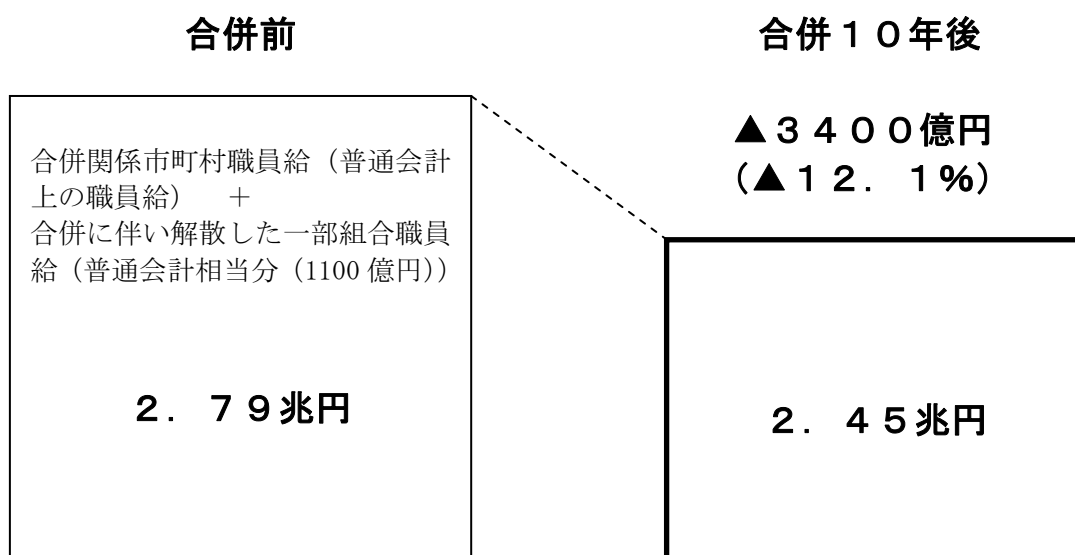 合併前
合併１０年後
▲３４００億円
（▲１２．１％）
合併関係市町村職員給（普通会計
上の職員給）　＋
合併に伴い解散した一部組合職員
給（普通会計相当分（1100 億円））
２．７９兆円
２．４５兆円